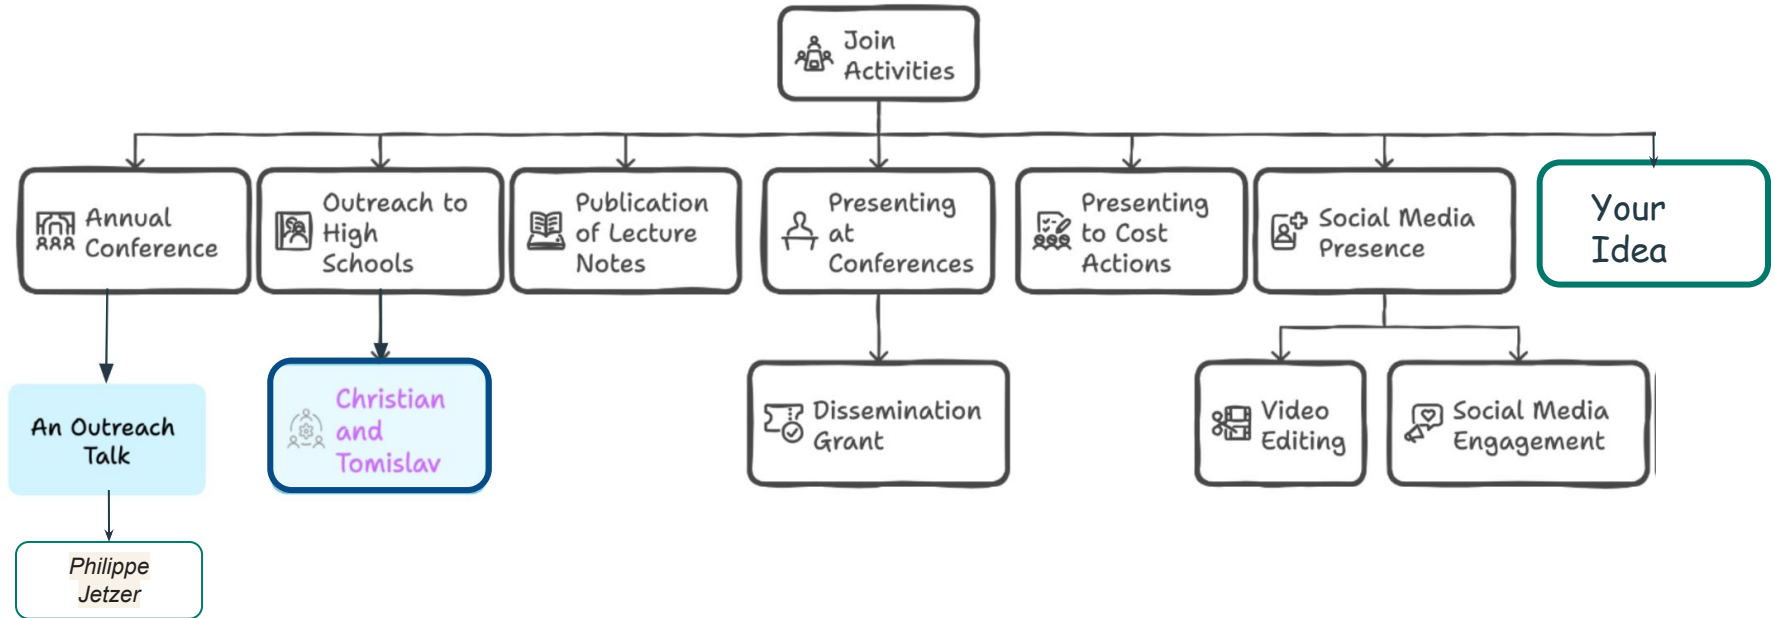 Join
Activities
Annual
Conference
Outreach to
High
Schools
Publication
of Lecture
Notes
Presenting
at
Conferences
Presenting
to Cost
Actions
Social Media
Presence
Your
Idea
An Outreach
Talk
Christian
and
Tomislav
Dissemination
Grant
Video
Editing
Social Media
Engagement
Philippe
Jetzer